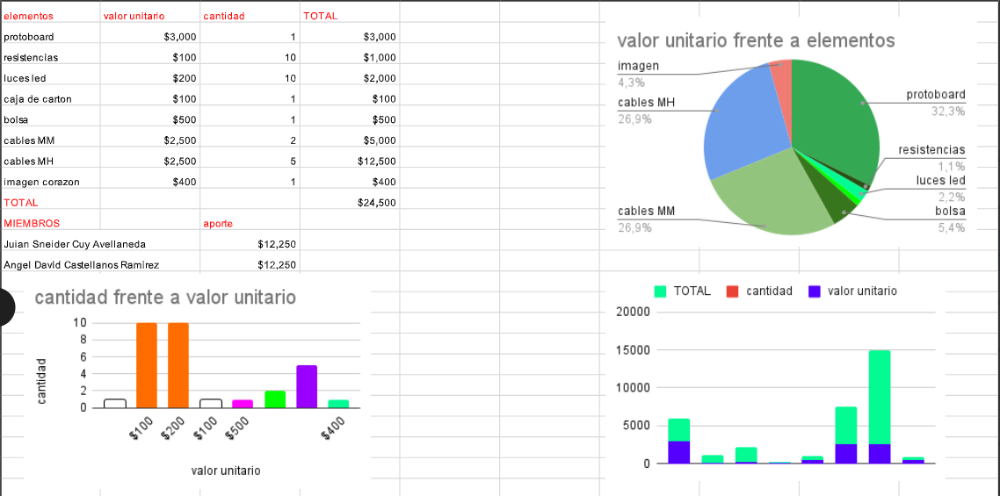 elementos valor unitario cantidad TOTAL
protoboard $3,000 1 $3,000
resistencias $100 10 $1,000
luces led $200 10 $2,000
caja de carton $100 1 $100
bolsa $500 1 $500
cables MM $2,500 2 $5,000
cables MH $2,500 5 $12,500
imagen corazon $400 1 $400
TOTAL $24,500
MIEMBROS aporte
Juian Sneider Cuy Avellaneda $12,250
Angel David Castellanos Ramirez $12,250
valor unitario frente a elementos
imagen
4,3%
cables MH
26,9%
cables MM
26,9%
protoboard
32,3%
resistencias
1,1%
luces led
2,2%
bolsa
5,4%
cantidad frente a valor unitario
cantidad
10
8
6
4
2
0
$100 $200 $100 $500 $400
valor unitario
TOTAL cantidad valor unitario
20000
15000
10000
5000
0